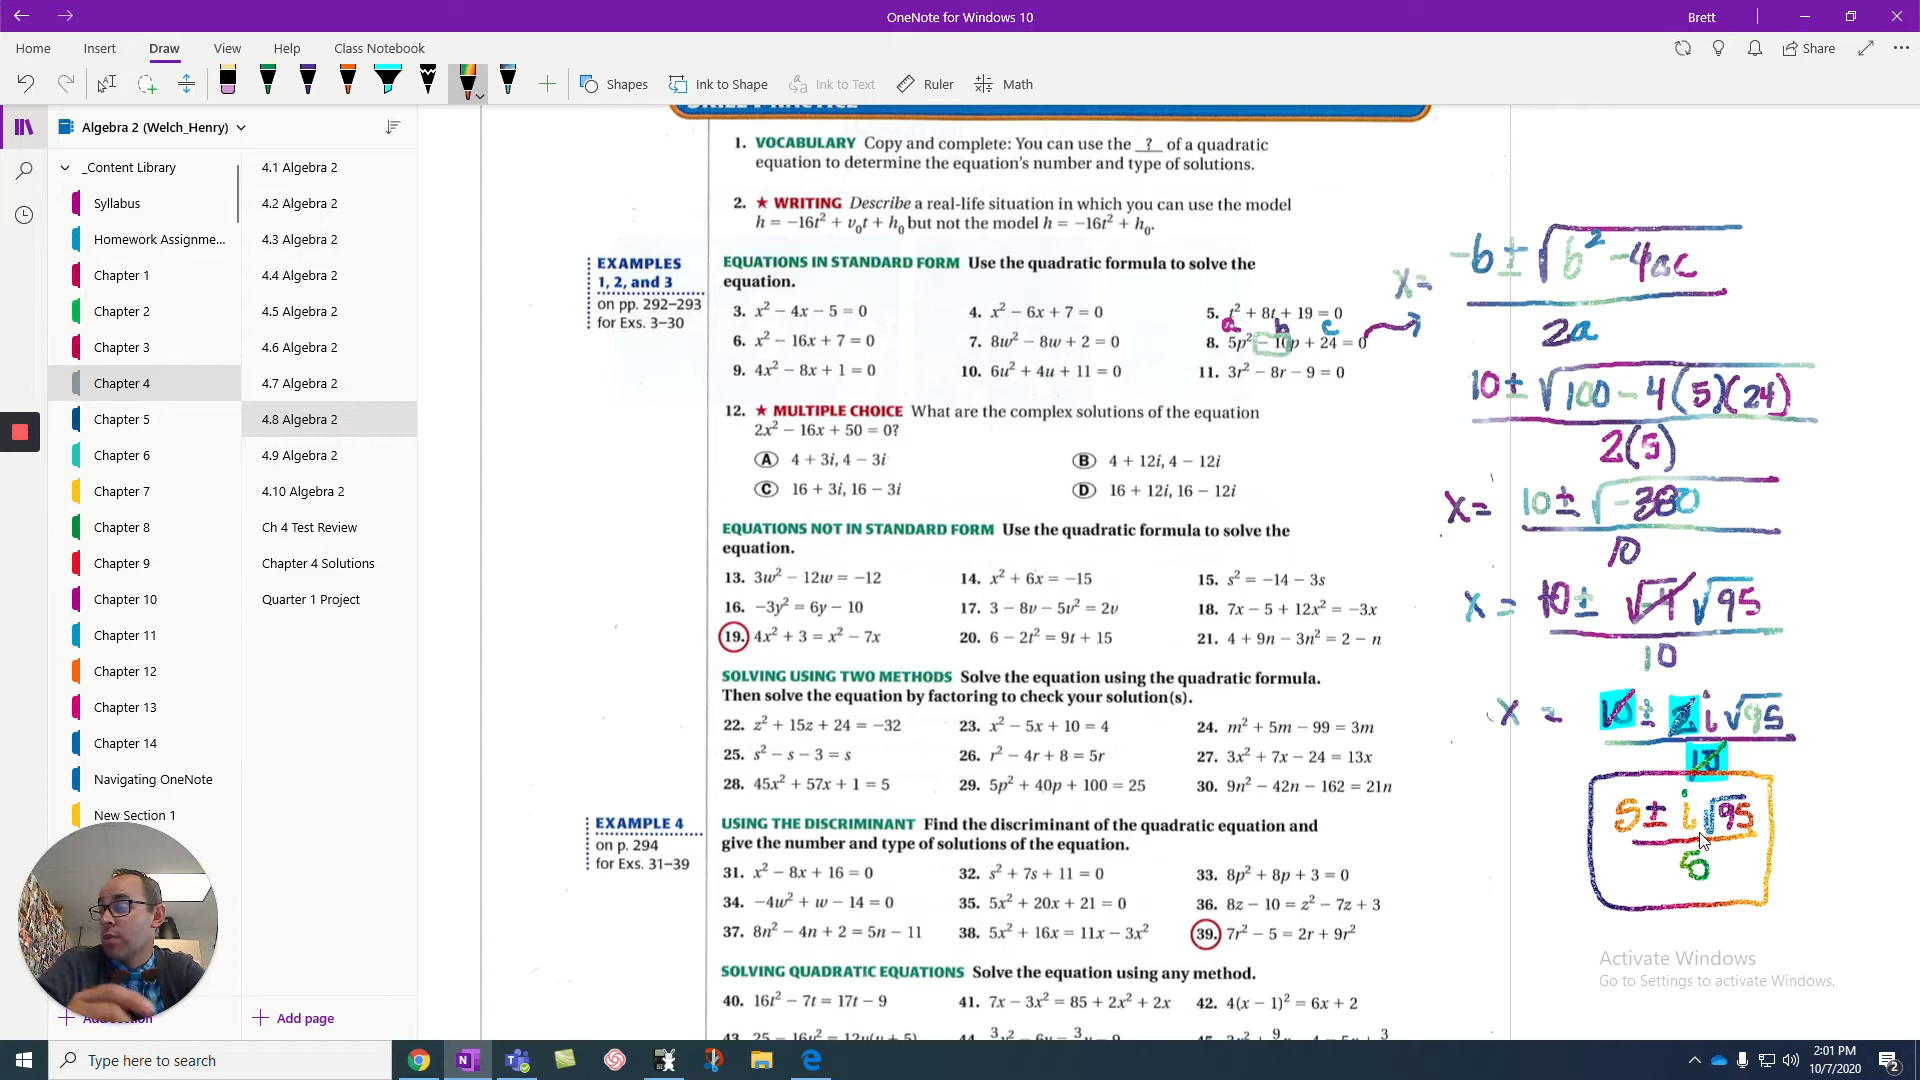 OneNote for Windows 10
Brett
Home Insert Draw View Help Class Notebook
Share
Shapes Ink to Shape Ink to Text Ruler Math
Algebra 2 (Welch_Henry)
_Content Library
Syllabus
Homework Assignme...
Chapter 1
Chapter 2
Chapter 3
Chapter 4
Chapter 5
Chapter 6
Chapter 7
Chapter 8
Chapter 9
Chapter 10
Chapter 11
Chapter 12
Chapter 13
Chapter 14
Navigating OneNote
New Section 1
4.1 Algebra 2
4.2 Algebra 2
4.3 Algebra 2
4.4 Algebra 2
4.5 Algebra 2
4.6 Algebra 2
4.7 Algebra 2
4.8 Algebra 2
4.9 Algebra 2
4.10 Algebra 2
Ch 4 Test Review
Chapter 4 Solutions
Quarter 1 Project
Add page
1. VOCABULARY Copy and complete: You can use the ? of a quadratic
equation to determine the equation's number and type of solutions.
2. ★ WRITING Describe a real-life situation in which you can use the model
h = −16t² + v₀t + h₀ but not the model h = −16t² + h₀.
EXAMPLES
1, 2, and 3
on pp. 292–293
for Exs. 3–30
EQUATIONS IN STANDARD FORM Use the quadratic formula to solve the
equation.
3. x² − 4x − 5 = 0 4. x² − 6x + 7 = 0 5. t² + 8t + 19 = 0
a b c
6. x² − 16x + 7 = 0 7. 8w² − 8w + 2 = 0 8. 5p² − 10p + 24 = 0
9. 4x² − 8x + 1 = 0 10. 6u² + 4u + 11 = 0 11. 3r² − 8r − 9 = 0
12. ★ MULTIPLE CHOICE What are the complex solutions of the equation
2x² − 16x + 50 = 0?
A 4 + 3i, 4 − 3i B 4 + 12i, 4 − 12i
C 16 + 3i, 16 − 3i D 16 + 12i, 16 − 12i
EQUATIONS NOT IN STANDARD FORM Use the quadratic formula to solve the
equation.
13. 3w² − 12w = −12 14. x² + 6x = −15 15. s² = −14 − 3s
16. −3y² = 6y − 10 17. 3 − 8v − 5v² = 2v 18. 7x − 5 + 12x² = −3x
19. 4x² + 3 = x² − 7x 20. 6 − 2t² = 9t + 15 21. 4 + 9n − 3n² = 2 − n
SOLVING USING TWO METHODS Solve the equation using the quadratic formula.
Then solve the equation by factoring to check your solution(s).
22. z² + 15z + 24 = −32 23. x² − 5x + 10 = 4 24. m² + 5m − 99 = 3m
25. s² − s − 3 = s 26. r² − 4r + 8 = 5r 27. 3x² + 7x − 24 = 13x
28. 45x² + 57x + 1 = 5 29. 5p² + 40p + 100 = 25 30. 9n² − 42n − 162 = 21n
EXAMPLE 4
on p. 294
for Exs. 31–39
USING THE DISCRIMINANT Find the discriminant of the quadratic equation and
give the number and type of solutions of the equation.
31. x² − 8x + 16 = 0 32. s² + 7s + 11 = 0 33. 8p² + 8p + 3 = 0
34. −4w² + w − 14 = 0 35. 5x² + 20x + 21 = 0 36. 8z − 10 = z² − 7z + 3
37. 8n² − 4n + 2 = 5n − 11 38. 5x² + 16x = 11x − 3x² 39. 7r² − 5 = 2r + 9r²
SOLVING QUADRATIC EQUATIONS Solve the equation using any method.
40. 16t² − 7t = 17t − 9 41. 7x − 3x² = 85 + 2x² + 2x 42. 4(x − 1)² = 6x + 2
-b ± √b² - 4ac
x =
2a
10 ± √100 - 4(5)(24)
2(5)
x = 10 ± √-380
10
x = 10 ± √-4 √95
10
x = 10 ± 2i√95
10
5 ± i√95
5
Activate Windows
Go to Settings to activate Windows.
Type here to search
2:01 PM
10/7/2020
2